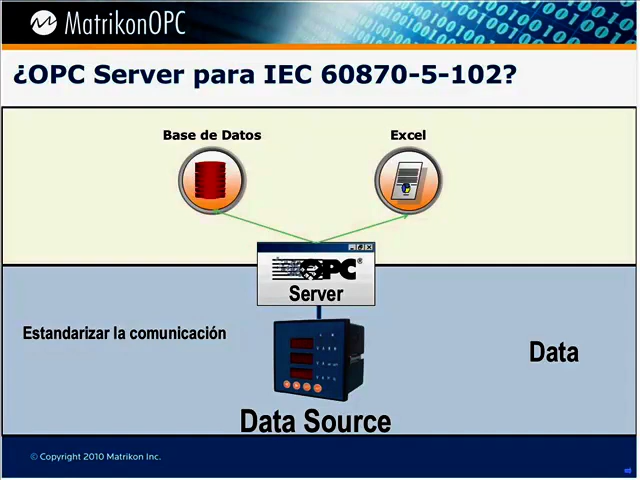 MatrikonOPC
¿OPC Server para IEC 60870-5-102?
Base de Datos
Excel
OPC®
Server
Estandarizar la comunicación
Data
Data Source
© Copyright 2010 Matrikon Inc.